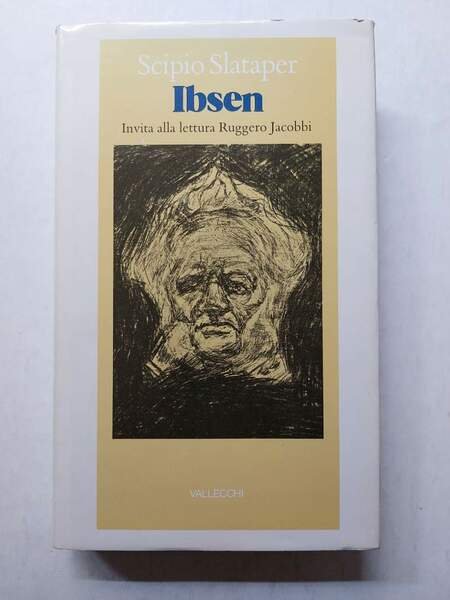 Scipio Slataper
Ibsen
Invita alla lettura Ruggero Jacobbi
VALLECCHI